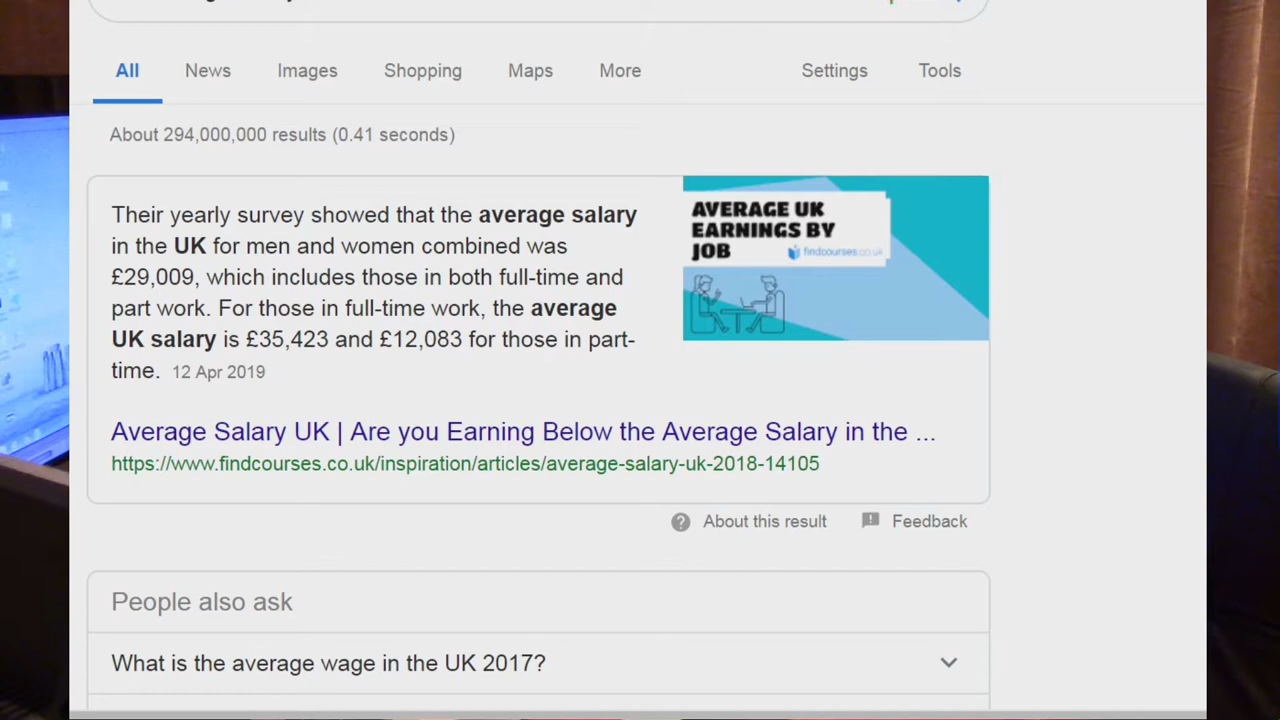 All News Images Shopping Maps More Settings Tools
About 294,000,000 results (0.41 seconds)
Their yearly survey showed that the average salary
in the UK for men and women combined was
£29,009, which includes those in both full-time and
part work. For those in full-time work, the average
UK salary is £35,423 and £12,083 for those in part-
time. 12 Apr 2019
AVERAGE UK
EARNINGS BY
JOB
findcourses.co.uk
Average Salary UK | Are you Earning Below the Average Salary in the ...
https://www.findcourses.co.uk/inspiration/articles/average-salary-uk-2018-14105
About this result Feedback
People also ask
What is the average wage in the UK 2017?